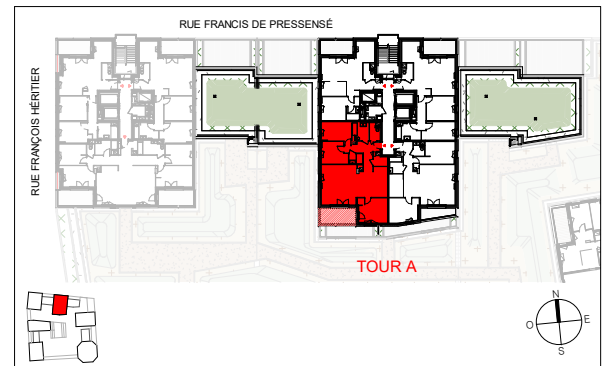 RUE FRANCIS DE PRESSENSÉ
RUE FRANÇOIS HÉRITIER
TOUR A
N
O E
S